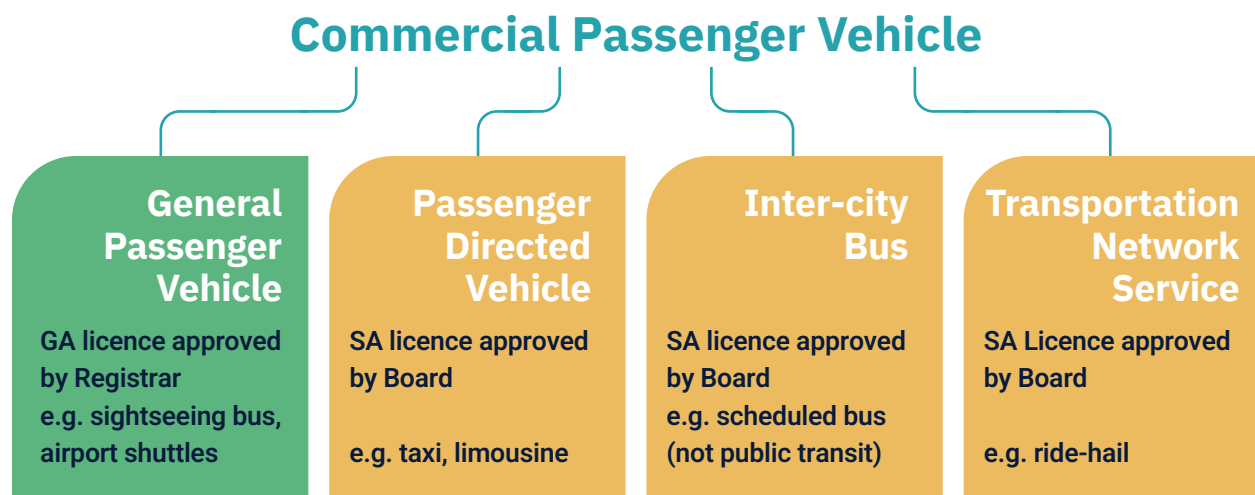 Commercial Passenger Vehicle
General
Passenger
Vehicle
GA licence approved
by Registrar
e.g. sightseeing bus,
airport shuttles
Passenger
Directed
Vehicle
SA licence approved
by Board
e.g. taxi, limousine
Inter-city
Bus
SA licence approved
by Board
e.g. scheduled bus
(not public transit)
Transportation
Network
Service
SA Licence approved
by Board
e.g. ride-hail